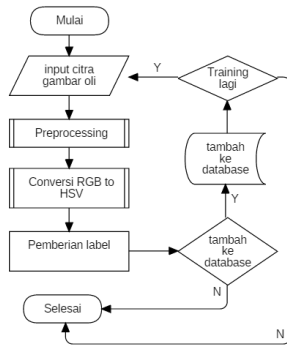 Mulai
input citra
gambar oli
Y
Training
lagi
Preprocessing
tambah
ke
database
Conversi RGB to
HSV
Y
Pemberian label
tambah
ke
database
N
Selesai
N